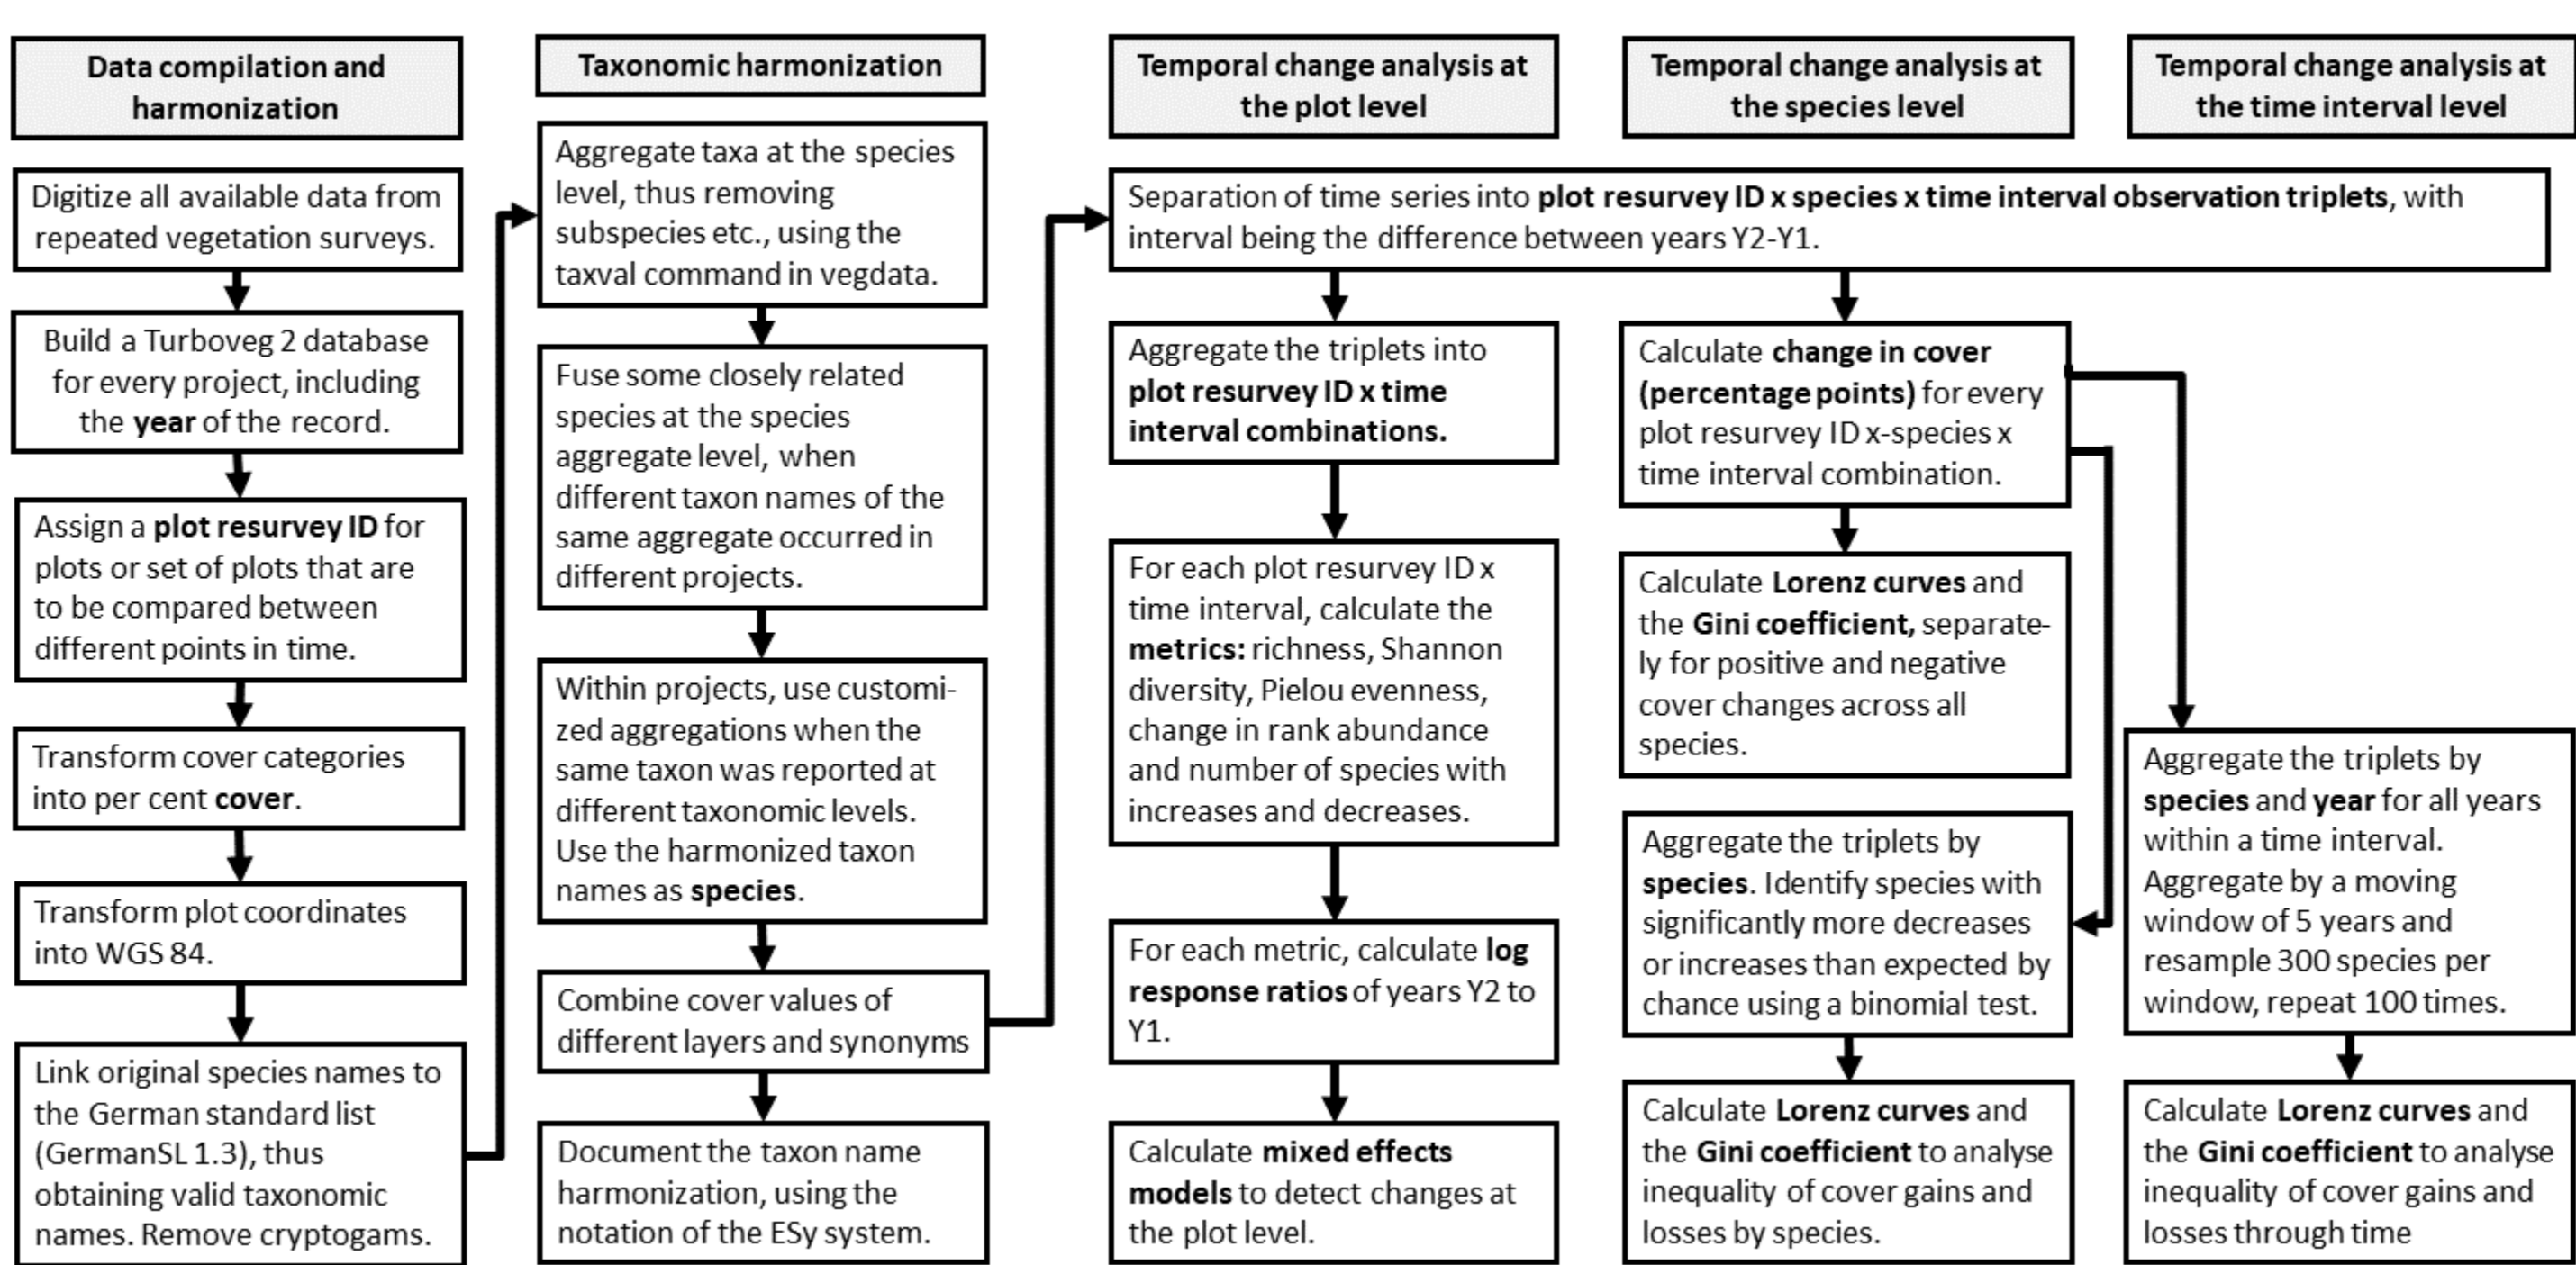 Data compilation and
harmonization
Digitize all available data from
repeated vegetation surveys.
Build a Turboveg 2 database
for every project, including
the year of the record.
Assign a plot resurvey ID for
plots or set of plots that are
to be compared between
different points in time.
Transform cover categories
into per cent cover.
Transform plot coordinates
into WGS 84.
Link original species names to
the German standard list
(GermanSL 1.3), thus
obtaining valid taxonomic
names. Remove cryptogams.
Taxonomic harmonization
Aggregate taxa at the species
level, thus removing
subspecies etc., using the
taxval command in vegdata.
Fuse some closely related
species at the species
aggregate level, when
different taxon names of the
same aggregate occurred in
different projects.
Within projects, use customi-
zed aggregations when the
same taxon was reported at
different taxonomic levels.
Use the harmonized taxon
names as species.
Combine cover values of
different layers and synonyms
Document the taxon name
harmonization, using the
notation of the ESy system.
Temporal change analysis at
the plot level
Temporal change analysis at
the species level
Temporal change analysis at
the time interval level
Separation of time series into plot resurvey ID x species x time interval observation triplets, with
interval being the difference between years Y2-Y1.
Aggregate the triplets into
plot resurvey ID x time
interval combinations.
For each plot resurvey ID x
time interval, calculate the
metrics: richness, Shannon
diversity, Pielou evenness,
change in rank abundance
and number of species with
increases and decreases.
For each metric, calculate log
response ratios of years Y2 to
Y1.
Calculate mixed effects
models to detect changes at
the plot level.
Calculate change in cover
(percentage points) for every
plot resurvey ID x-species x
time interval combination.
Calculate Lorenz curves and
the Gini coefficient, separate-
ly for positive and negative
cover changes across all
species.
Aggregate the triplets by
species. Identify species with
significantly more decreases
or increases than expected by
chance using a binomial test.
Calculate Lorenz curves and
the Gini coefficient to analyse
inequality of cover gains and
losses by species.
Aggregate the triplets by
species and year for all years
within a time interval.
Aggregate by a moving
window of 5 years and
resample 300 species per
window, repeat 100 times.
Calculate Lorenz curves and
the Gini coefficient to analyse
inequality of cover gains and
losses through time